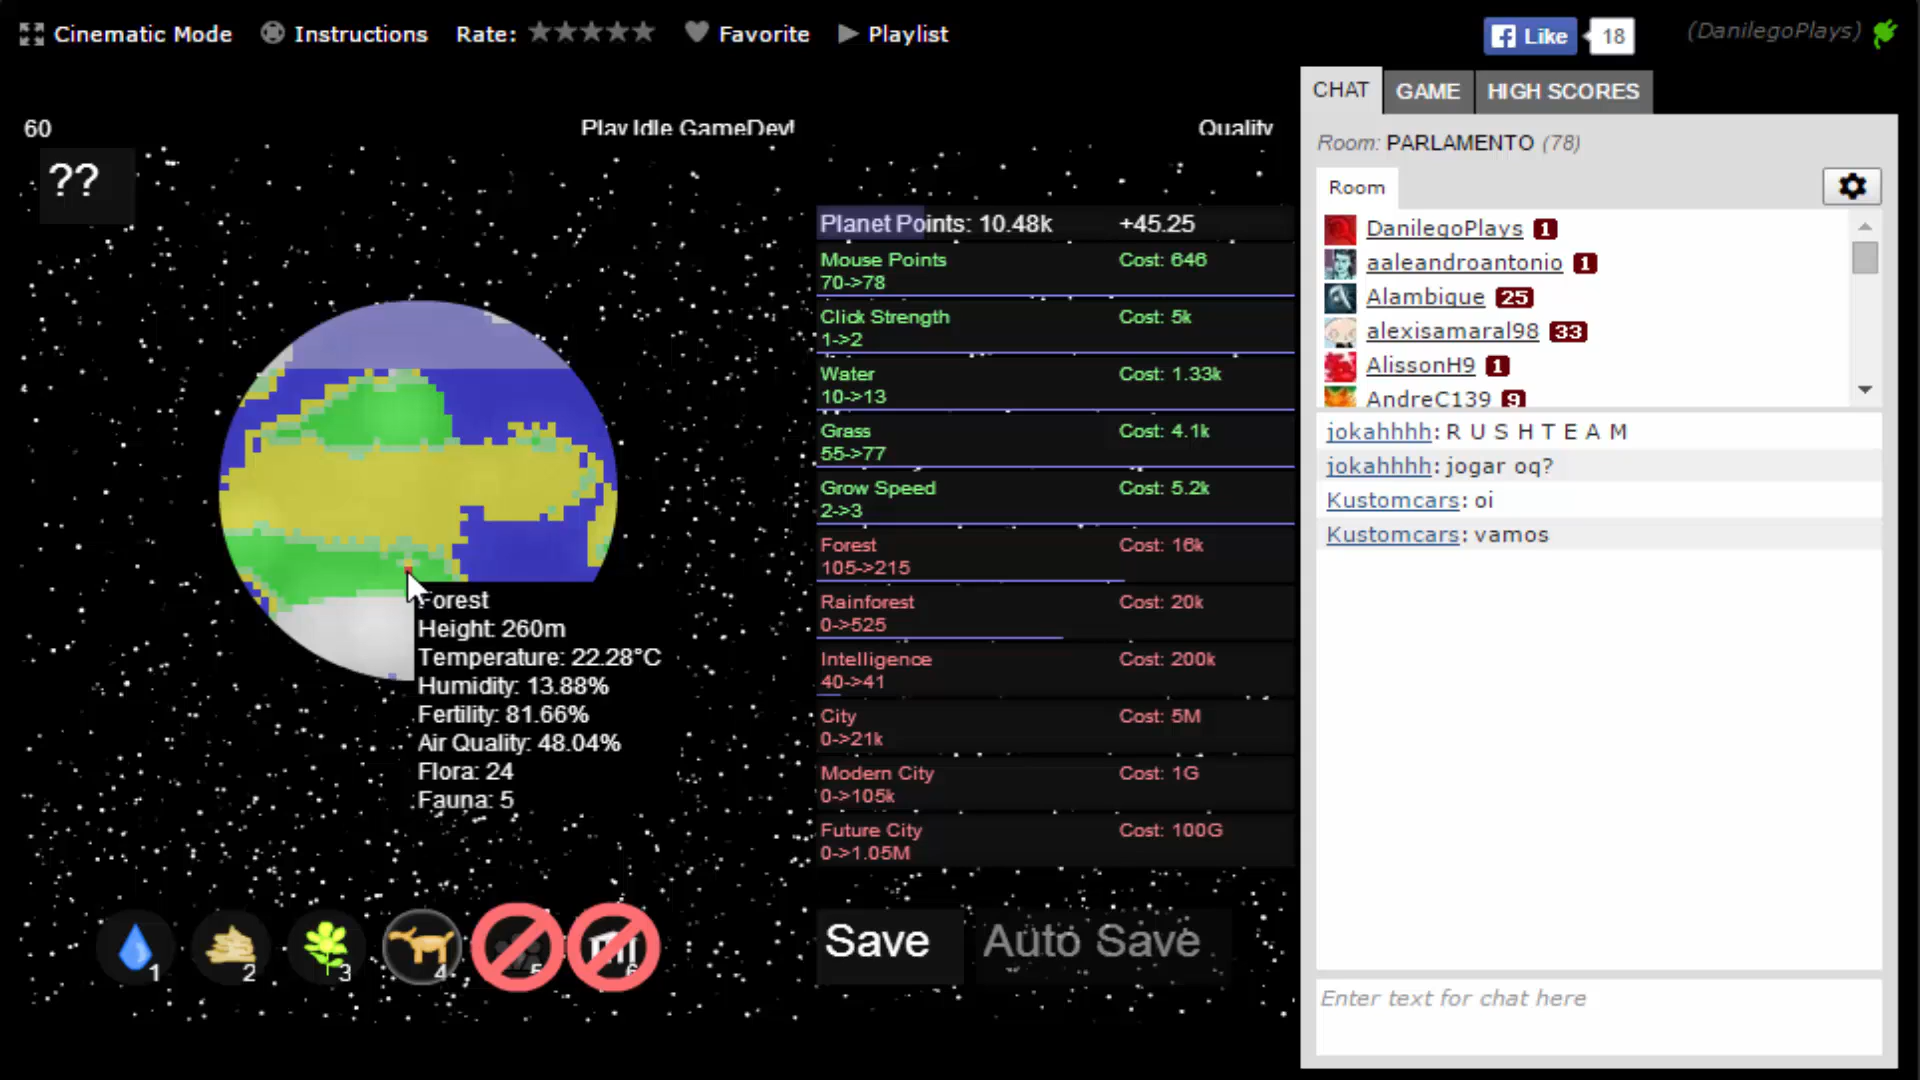 Cinematic Mode Instructions Rate: Favorite Playlist
Like 18 (DanilegoPlays)
60 Play Idle GameDev! Quality
??
Planet Points: 10.48k +45.25
Mouse Points Cost: 646
70->78
Click Strength Cost: 5k
1->2
Water Cost: 1.33k
10->13
Grass Cost: 4.1k
55->77
Grow Speed Cost: 5.2k
2->3
Forest Cost: 16k
105->215
Rainforest Cost: 20k
0->525
Intelligence Cost: 200k
40->41
City Cost: 5M
0->21k
Modern City Cost: 1G
0->105k
Future City Cost: 100G
0->1.05M
Forest
Height: 260m
Temperature: 22.28°C
Humidity: 13.88%
Fertility: 81.66%
Air Quality: 48.04%
Flora: 24
Fauna: 5
1 2 3 4 5 6
Save Auto Save
CHAT GAME HIGH SCORES
Room: PARLAMENTO (78)
Room
DanilegoPlays 1
aaleandroantonio 1
Alambique 25
alexisamaral98 33
AlissonH9 1
AndreC139 9
jokahhhh: R U S H T E A M
jokahhhh: jogar oq?
Kustomcars: oi
Kustomcars: vamos
Enter text for chat here